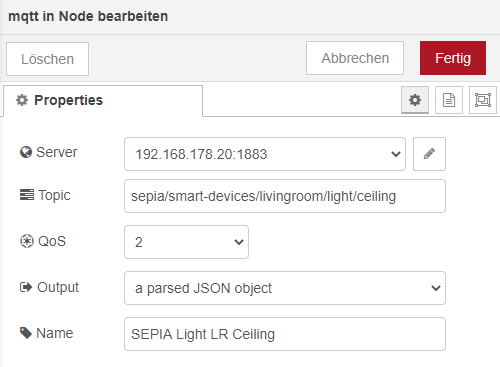 mqtt in Node bearbeiten
Löschen
Abbrechen
Fertig
Properties
Server
192.168.178.20:1883
Topic
sepia/smart-devices/livingroom/light/ceiling
QoS
2
Output
a parsed JSON object
Name
SEPIA Light LR Ceiling